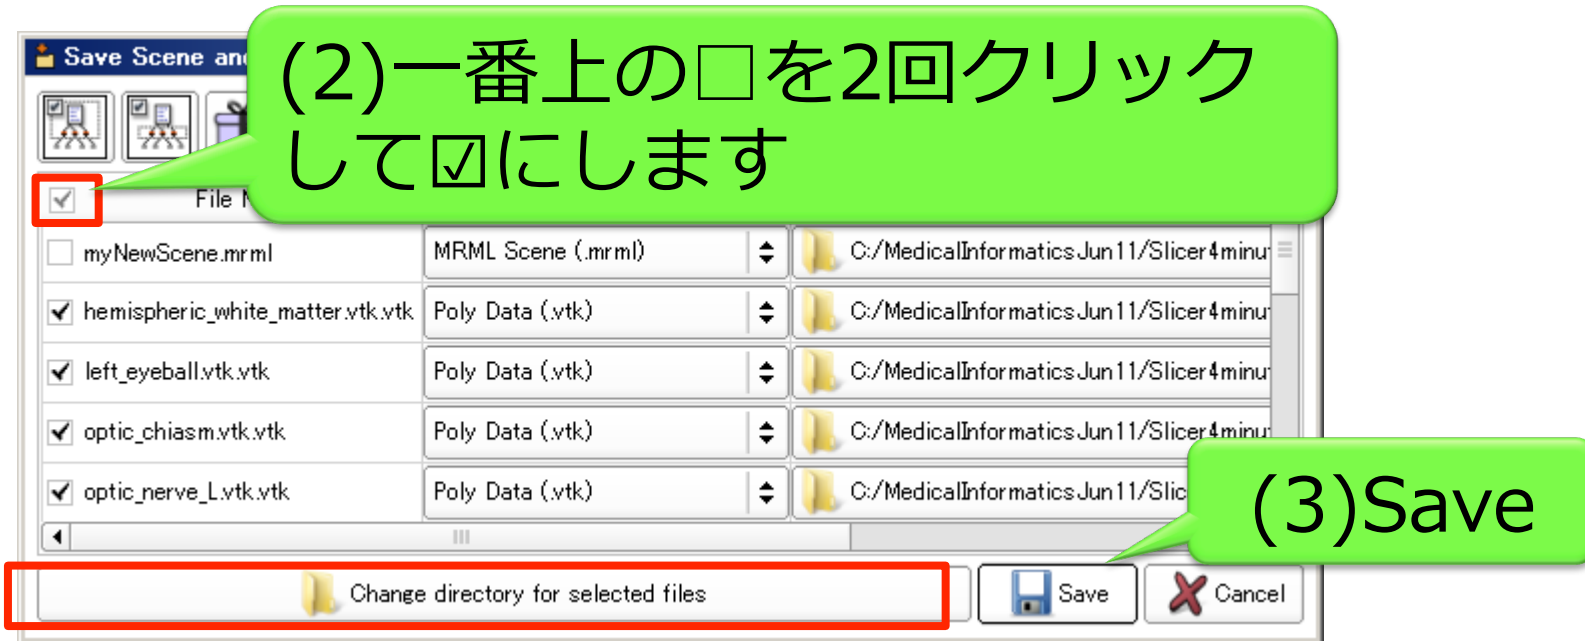 (2)一番上の□を2回クリック
して☑にします
Save Scene an
File
myNewScene.mrml MRML Scene (.mrml) C:/MedicalInformaticsJun11/Slicer4minu
hemispheric_white_matter.vtk.vtk Poly Data (.vtk) C:/MedicalInformaticsJun11/Slicer4minu
left_eyeball.vtk.vtk Poly Data (.vtk) C:/MedicalInformaticsJun11/Slicer4minu
optic_chiasm.vtk.vtk Poly Data (.vtk) C:/MedicalInformaticsJun11/Slicer4minu
optic_nerve_L.vtk.vtk Poly Data (.vtk) C:/MedicalInformaticsJun11/Slic
(3)Save
Change directory for selected files Save Cancel